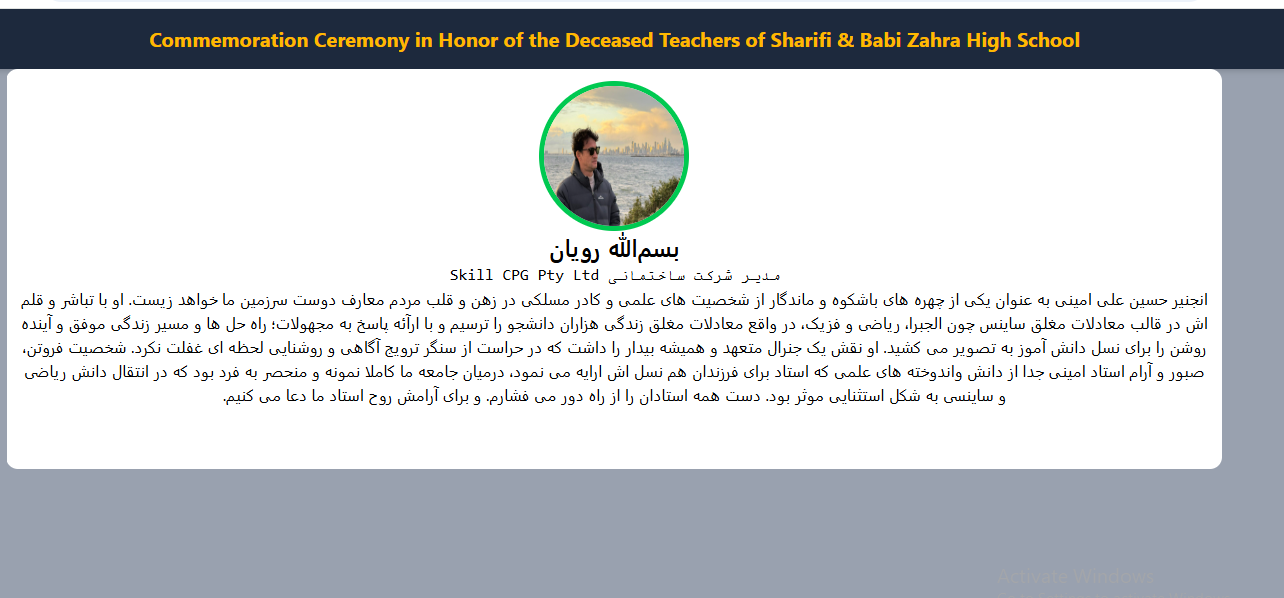 Commemoration Ceremony in Honor of the Deceased Teachers of Sharifi & Babi Zahra High School
بسم‌الله رویان
مدیر شرکت ساختمانی Skill CPG Pty Ltd
انجنیر حسین علی امینی به عنوان یکی از چهره های باشکوه و ماندگار از شخصیت های علمی و کادر مسلکی در زهن و قلب مردم معارف دوست سرزمین ما خواهد زیست. او با تباشر و قلم
اش در قالب معادلات مغلق ساینس چون الجبرا، ریاضی و فزیک، در واقع معادلات مغلق زندگی هزاران دانشجو را ترسیم و با ارآئه پاسخ به مجهولات؛ راه حل ها و مسیر زندگی موفق و آینده
روشن را برای نسل دانش آموز به تصویر می کشید. او نقش یک جنرال متعهد و همیشه بیدار را داشت که در حراست از سنگر ترویج آگاهی و روشنایی لحظه ای غفلت نکرد. شخصیت فروتن،
صبور و آرام استاد امینی جدا از دانش واندوخته های علمی که استاد برای فرزندان هم نسل اش ارایه می نمود، درمیان جامعه ما کاملا نمونه و منحصر به فرد بود که در انتقال دانش ریاضی
و ساینسی به شکل استثنایی موثر بود. دست همه استادان را از راه دور می فشارم. و برای آرامش روح استاد ما دعا می کنیم.
Activate Windows